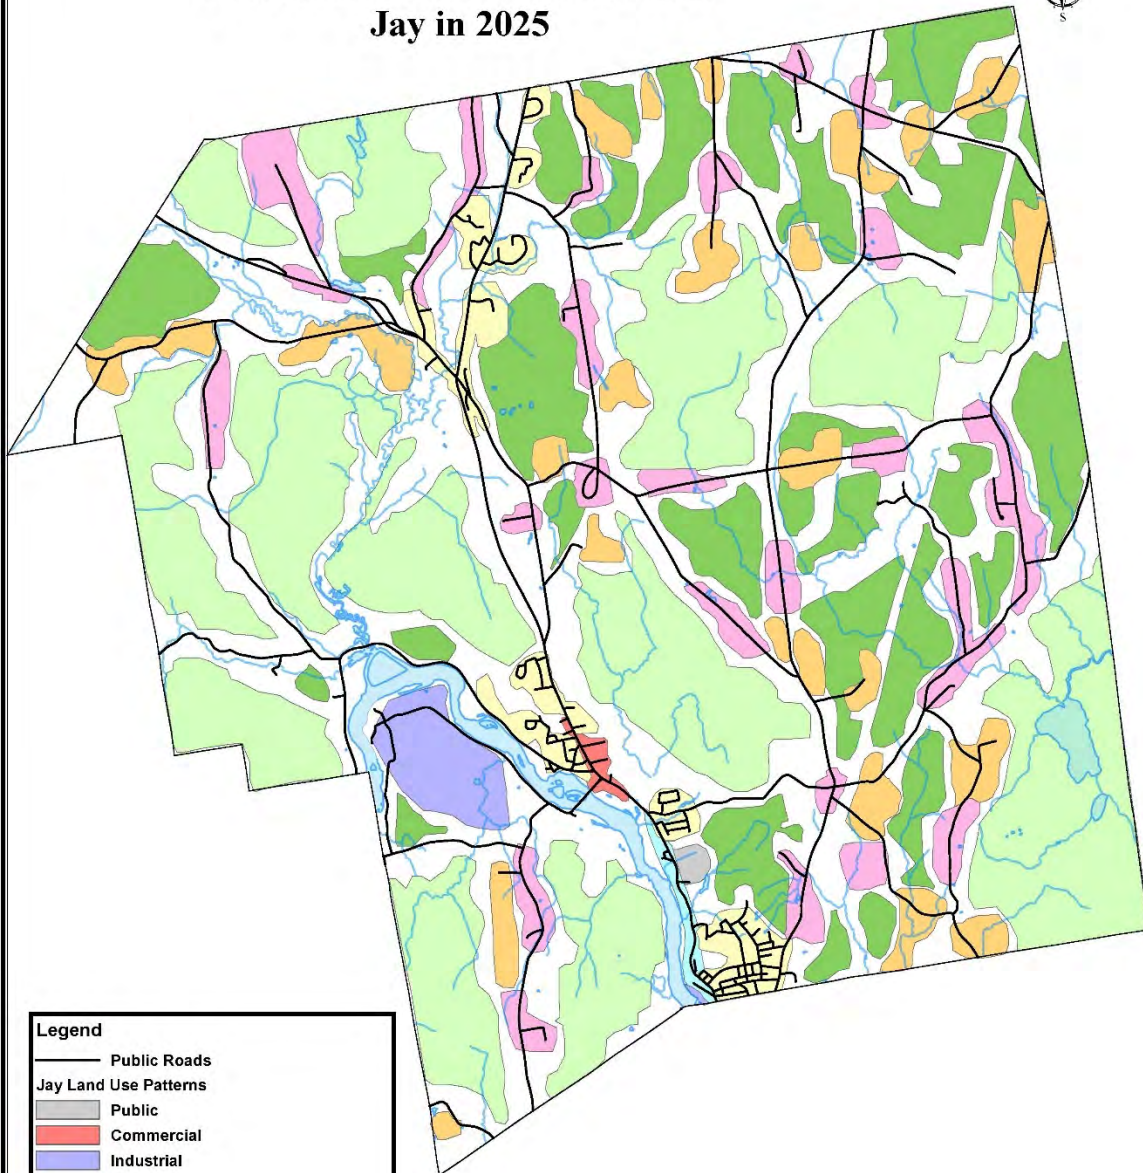 Jay in 2025
S
Legend
Public Roads
Jay Land Use Patterns
Public
Commercial
Industrial